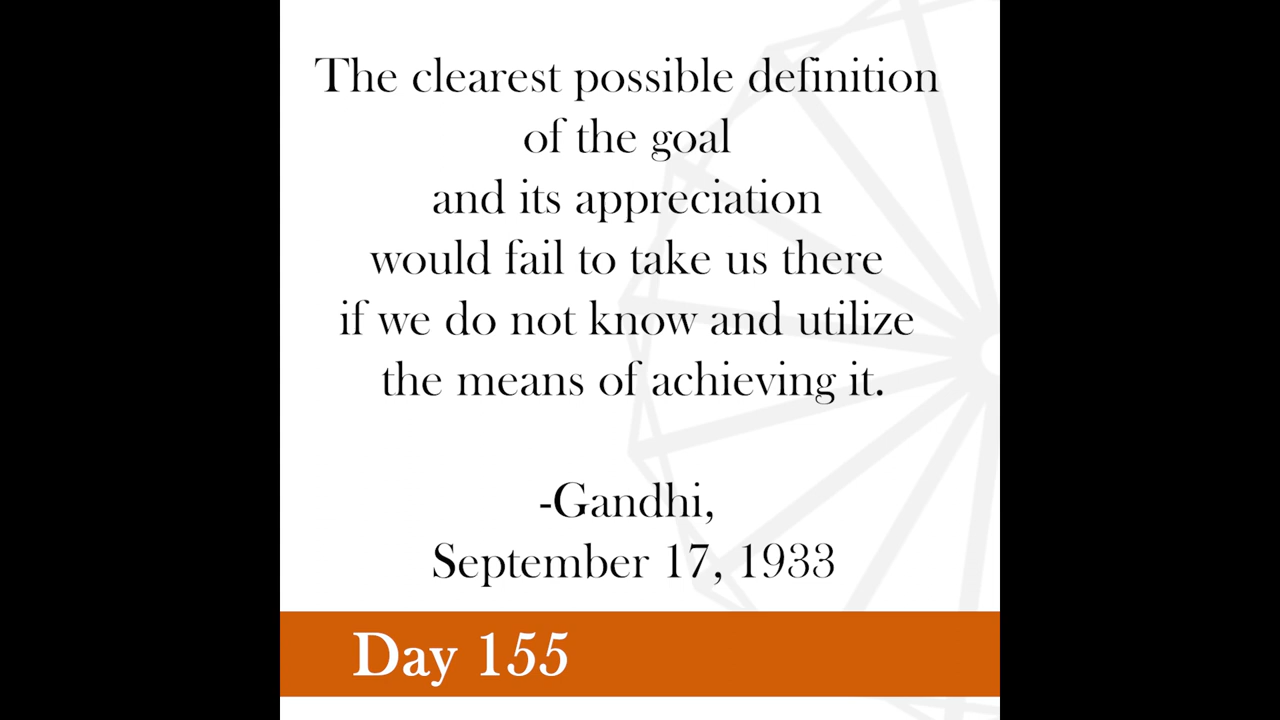 The clearest possible definition
of the goal
and its appreciation
would fail to take us there
if we do not know and utilize
the means of achieving it.
-Gandhi,
September 17, 1933
Day 155